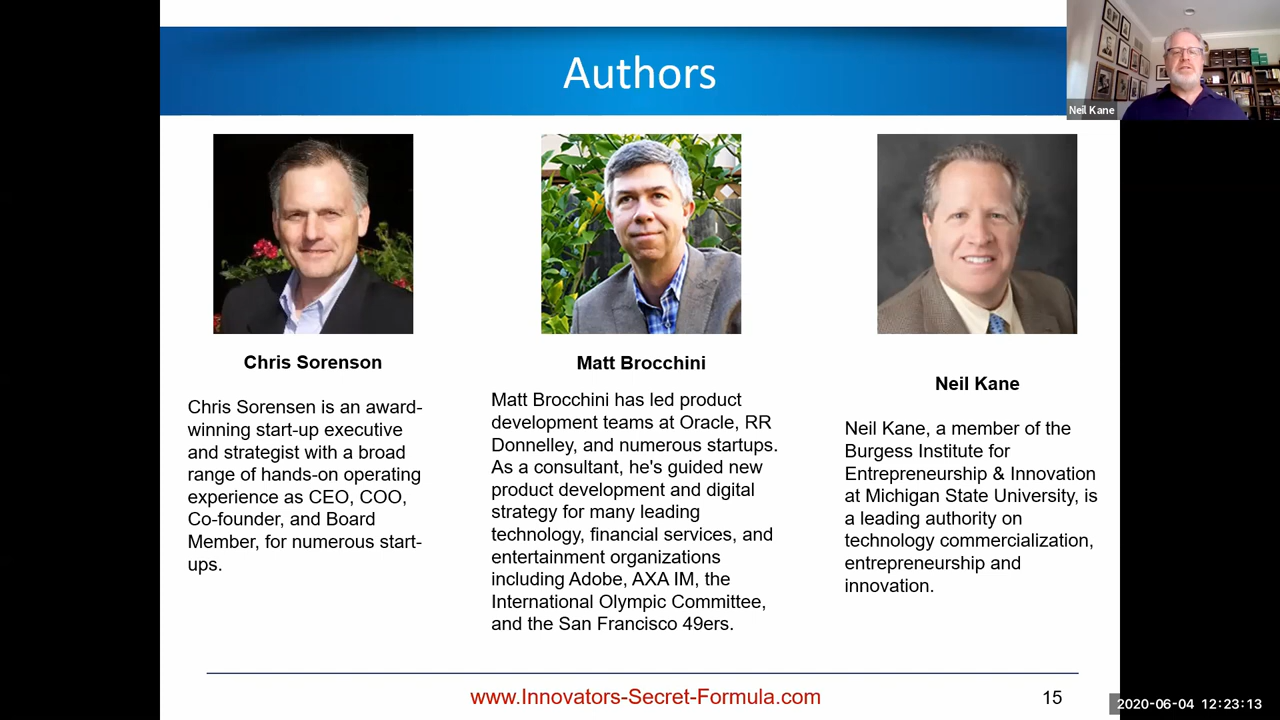 Authors
Neil Kane
Chris Sorenson
Chris Sorensen is an award-
winning start-up executive
and strategist with a broad
range of hands-on operating
experience as CEO, COO,
Co-founder, and Board
Member, for numerous start-
ups.
Matt Brocchini
Matt Brocchini has led product
development teams at Oracle, RR
Donnelley, and numerous startups.
As a consultant, he's guided new
product development and digital
strategy for many leading
technology, financial services, and
entertainment organizations
including Adobe, AXA IM, the
International Olympic Committee,
and the San Francisco 49ers.
Neil Kane
Neil Kane, a member of the
Burgess Institute for
Entrepreneurship & Innovation
at Michigan State University, is
a leading authority on
technology commercialization,
entrepreneurship and
innovation.
www.Innovators-Secret-Formula.com
15
2020-06-04 12:23:13